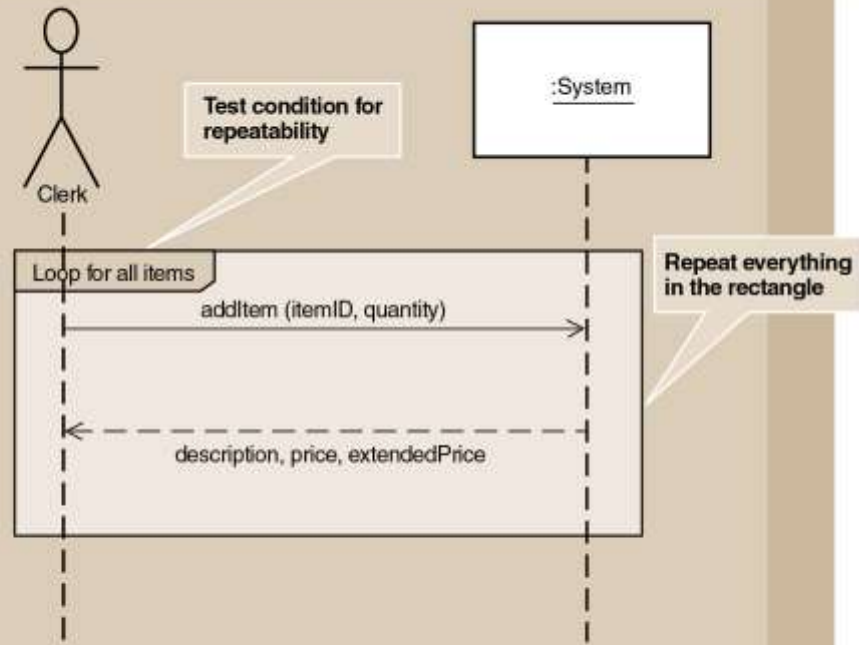 :System
Test condition for
repeatability
Clerk
Loop for all items
Repeat everything
in the rectangle
addItem (itemID, quantity)
description, price, extendedPrice